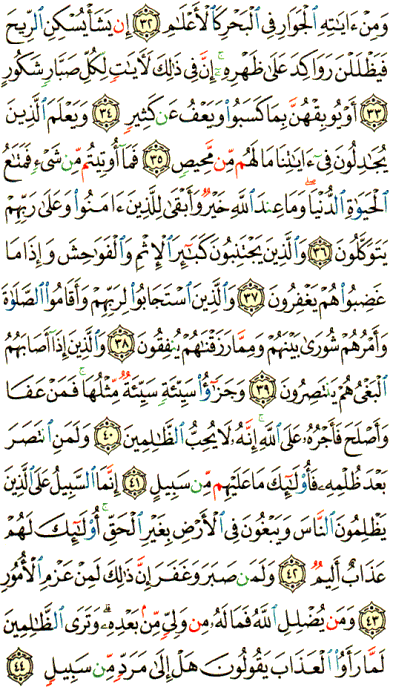 وَمِنْ ءَايَٰتِهِ ٱلْجَوَارِ فِى ٱلْبَحْرِ كَٱلْأَعْلَٰمِ ٣٢ إِن يَشَأْ يُسْكِنِ ٱلرِّيحَ
فَيَظْلَلْنَ رَوَاكِدَ عَلَىٰ ظَهْرِهِۦٓ ۚ إِنَّ فِى ذَٰلِكَ لَءَايَٰتٍ لِّكُلِّ صَبَّارٍ شَكُورٍ
٣٣ أَوْ يُوبِقْهُنَّ بِمَا كَسَبُوا۟ وَيَعْفُ عَن كَثِيرٍ ٣٤ وَيَعْلَمَ ٱلَّذِينَ
يُجَٰدِلُونَ فِىٓ ءَايَٰتِنَا مَا لَهُم مِّن مَّحِيصٍ ٣٥ فَمَآ أُوتِيتُم مِّن شَىْءٍ فَمَتَٰعُ
ٱلْحَيَوٰةِ ٱلدُّنْيَا ۖ وَمَا عِندَ ٱللَّهِ خَيْرٌ وَأَبْقَىٰ لِلَّذِينَ ءَامَنُوا۟ وَعَلَىٰ رَبِّهِمْ
يَتَوَكَّلُونَ ٣٦ وَٱلَّذِينَ يَجْتَنِبُونَ كَبَٰٓئِرَ ٱلْإِثْمِ وَٱلْفَوَٰحِشَ وَإِذَا مَا
غَضِبُوا۟ هُمْ يَغْفِرُونَ ٣٧ وَٱلَّذِينَ ٱسْتَجَابُوا۟ لِرَبِّهِمْ وَأَقَامُوا۟ ٱلصَّلَوٰةَ
وَأَمْرُهُمْ شُورَىٰ بَيْنَهُمْ وَمِمَّا رَزَقْنَٰهُمْ يُنفِقُونَ ٣٨ وَٱلَّذِينَ إِذَآ أَصَابَهُمُ
ٱلْبَغْىُ هُمْ يَنتَصِرُونَ ٣٩ وَجَزَٰٓؤُا۟ سَيِّئَةٍ سَيِّئَةٌ مِّثْلُهَا ۖ فَمَنْ عَفَا
وَأَصْلَحَ فَأَجْرُهُۥ عَلَى ٱللَّهِ ۚ إِنَّهُۥ لَا يُحِبُّ ٱلظَّٰلِمِينَ ٤٠ وَلَمَنِ ٱنتَصَرَ
بَعْدَ ظُلْمِهِۦ فَأُو۟لَٰٓئِكَ مَا عَلَيْهِم مِّن سَبِيلٍ ٤١ إِنَّمَا ٱلسَّبِيلُ عَلَى ٱلَّذِينَ
يَظْلِمُونَ ٱلنَّاسَ وَيَبْغُونَ فِى ٱلْأَرْضِ بِغَيْرِ ٱلْحَقِّ ۚ أُو۟لَٰٓئِكَ لَهُمْ
عَذَابٌ أَلِيمٌ ٤٢ وَلَمَن صَبَرَ وَغَفَرَ إِنَّ ذَٰلِكَ لَمِنْ عَزْمِ ٱلْأُمُورِ
٤٣ وَمَن يُضْلِلِ ٱللَّهُ فَمَا لَهُۥ مِن وَلِىٍّ مِّنۢ بَعْدِهِۦ ۗ وَتَرَى ٱلظَّٰلِمِينَ
لَمَّا رَأَوُا۟ ٱلْعَذَابَ يَقُولُونَ هَلْ إِلَىٰ مَرَدٍّ مِّن سَبِيلٍ ٤٤